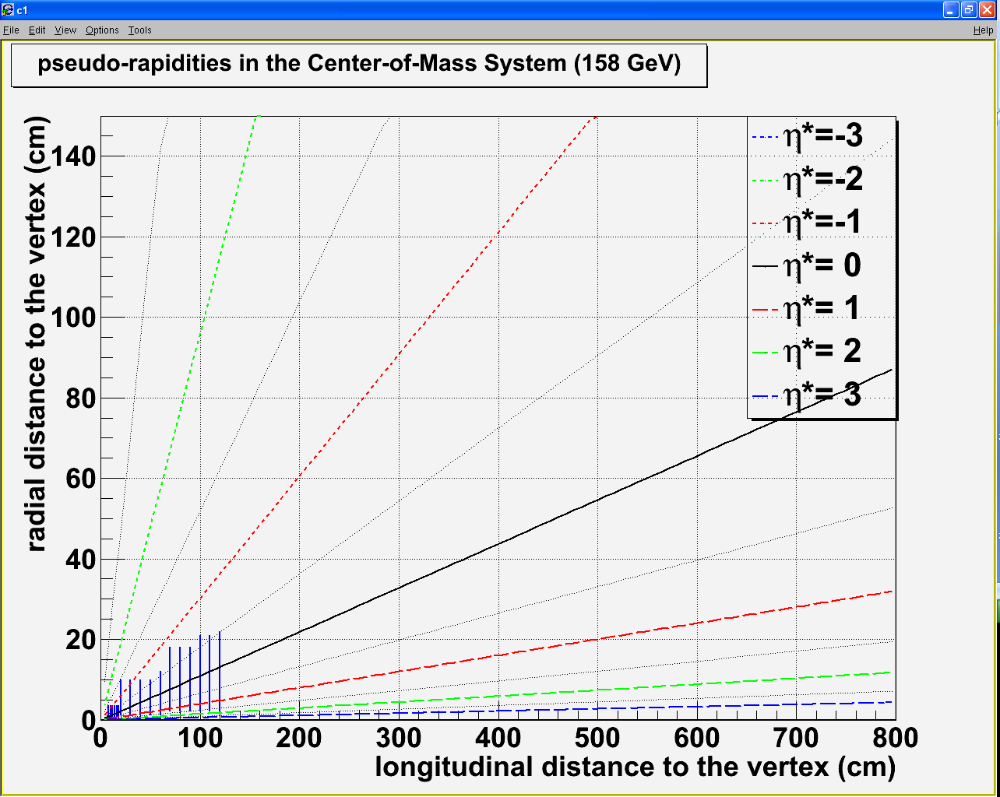 c1
File Edit View Options Tools Help
pseudo-rapidities in the Center-of-Mass System (158 GeV)
radial distance to the vertex (cm)
140
120
100
80
60
40
20
0
η*=-3
η*=-2
η*=-1
η*= 0
η*= 1
η*= 2
η*= 3
0 100 200 300 400 500 600 700 800
longitudinal distance to the vertex (cm)